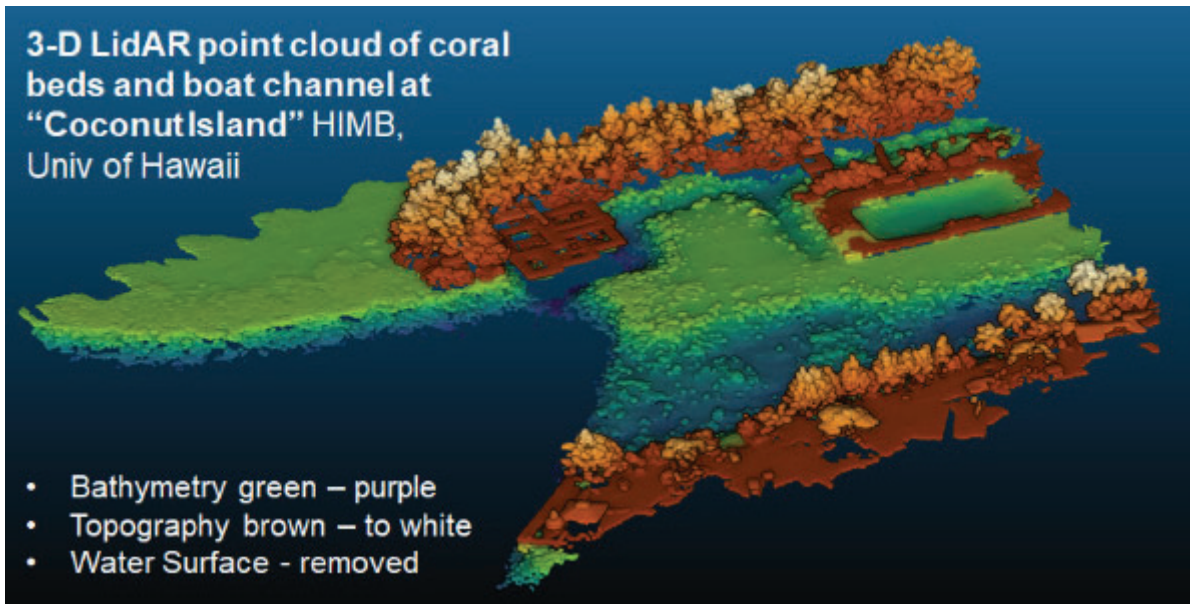 3-D LidAR point cloud of coral
beds and boat channel at
“CoconutIsland” HIMB,
Univ of Hawaii
• Bathymetry green – purple
• Topography brown – to white
• Water Surface - removed